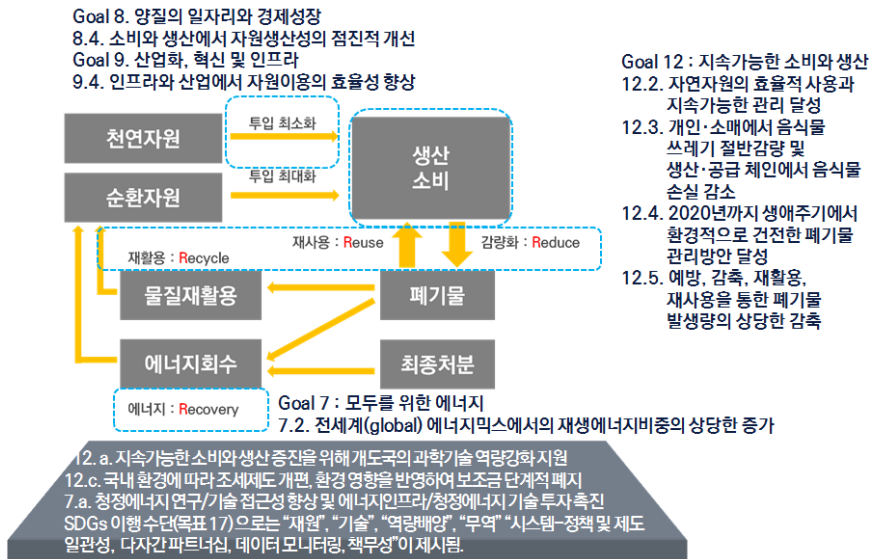 Goal 8. 양질의 일자리와 경제성장
8.4. 소비와 생산에서 자원생산성의 점진적 개선
Goal 9. 산업화, 혁신 및 인프라
9.4. 인프라와 산업에서 자원이용의 효율성 향상
Goal 12 : 지속가능한 소비와 생산
12.2. 자연자원의 효율적 사용과
지속가능한 관리 달성
12.3. 개인·소매에서 음식물
쓰레기 절반감량 및
생산·공급 체인에서 음식물
손실 감소
12.4. 2020년까지 생애주기에서
환경적으로 건전한 폐기물
관리방안 달성
12.5. 예방, 감축, 재활용,
재사용을 통한 폐기물
발생량의 상당한 감축
천연자원
투입 최소화
생산
소비
순환자원
투입 최대화
재사용 : Reuse
감량화 : Reduce
재활용 : Recycle
물질재활용
폐기물
에너지회수
최종처분
에너지 : Recovery
Goal 7 : 모두를 위한 에너지
7.2. 전세계(global) 에너지믹스에서의 재생에너지비중의 상당한 증가
12. a. 지속가능한 소비와 생산 증진을 위해 개도국의 과학기술 역량강화 지원
12.c. 국내 환경에 따라 조세제도 개편, 환경 영향을 반영하여 보조금 단계적 폐지
7.a. 청정에너지 연구/기술 접근성 향상 및 에너지인프라/청정에너지 기술 투자 촉진
SDGs 이행 수단(목표 17) 으로는 “재원”, “기술”, “역량배양”, “무역” “시스템-정책 및 제도
일관성, 다자간 파트너십, 데이터 모니터링, 책무성”이 제시됨.